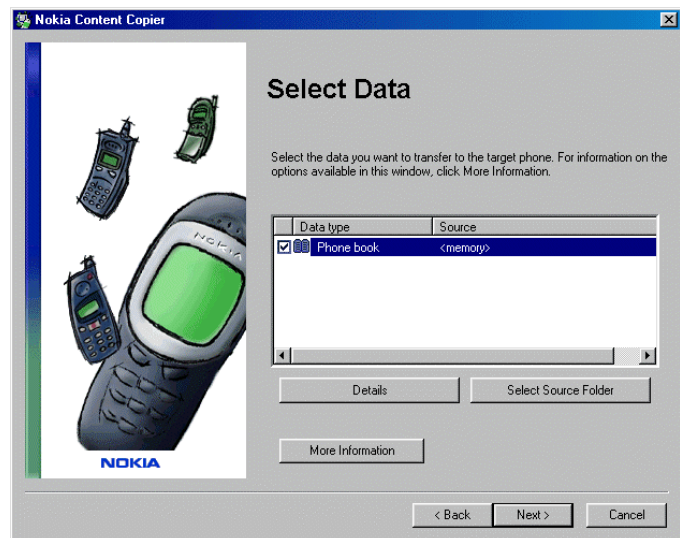 Nokia Content Copier
Select Data
Select the data you want to transfer to the target phone. For information on the
options available in this window, click More Information.
Data type Source
Phone book <memory>
Details Select Source Folder
More Information
NOKIA
NOKIA
< Back Next > Cancel